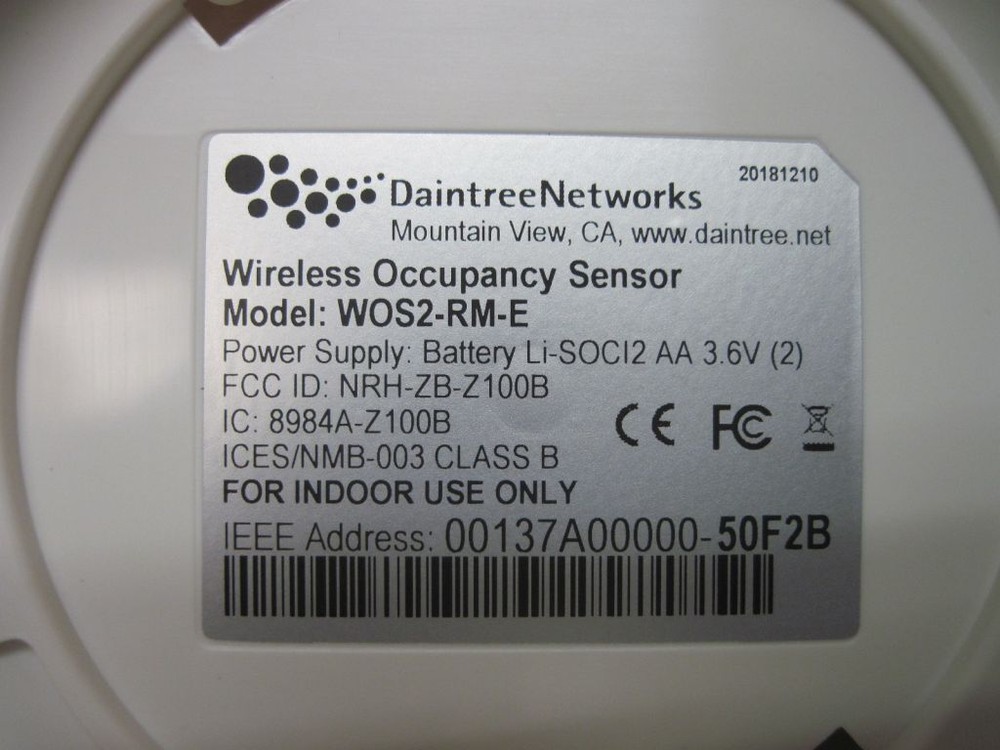 20181210
DaintreeNetworks
Mountain View, CA, www.daintree.net
Wireless Occupancy Sensor
Model: WOS2-RM-E
Power Supply: Battery Li-SOCI2 AA 3.6V (2)
FCC ID: NRH-ZB-Z100B
IC: 8984A-Z100B
CE FC
ICES/NMB-003 CLASS B
FOR INDOOR USE ONLY
IEEE Address: 00137A00000-50F2B